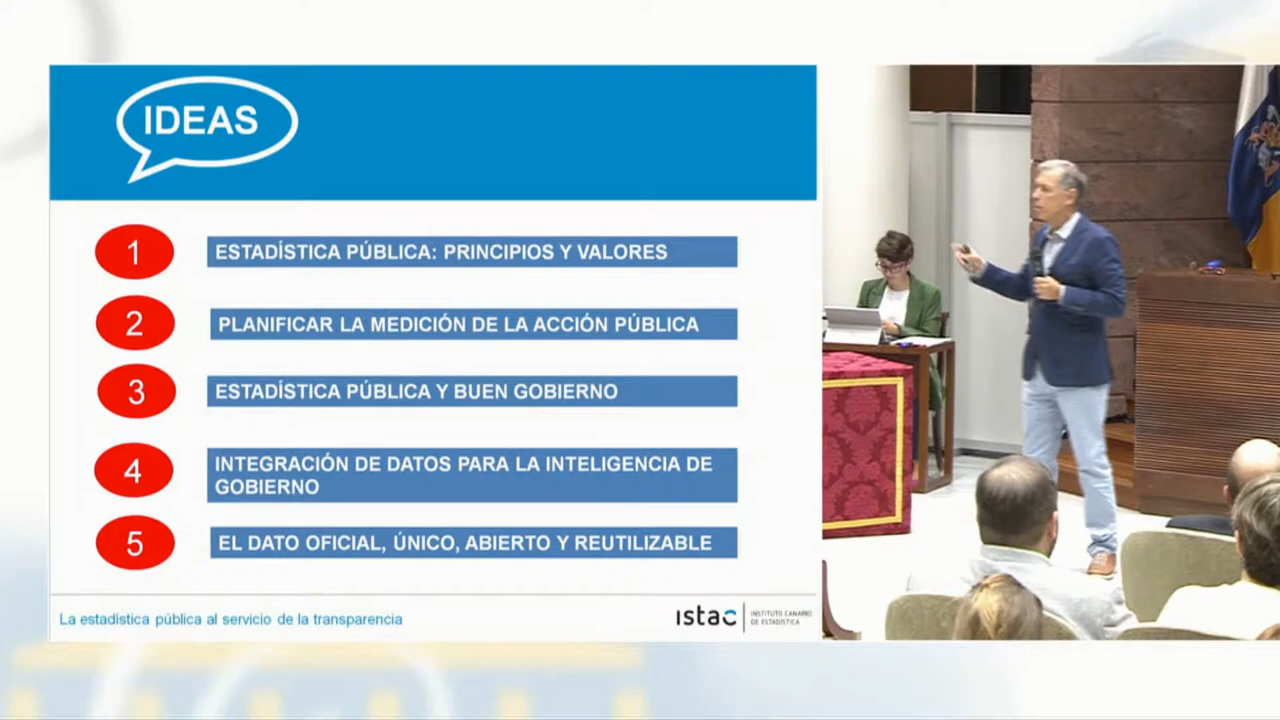 IDEAS
1
ESTADÍSTICA PÚBLICA: PRINCIPIOS Y VALORES
2
PLANIFICAR LA MEDICIÓN DE LA ACCIÓN PÚBLICA
3
ESTADÍSTICA PÚBLICA Y BUEN GOBIERNO
4
INTEGRACIÓN DE DATOS PARA LA INTELIGENCIA DE
GOBIERNO
5
EL DATO OFICIAL, ÚNICO, ABIERTO Y REUTILIZABLE
La estadística pública al servicio de la transparencia
istac
INSTITUTO CANARIO
DE ESTADÍSTICA